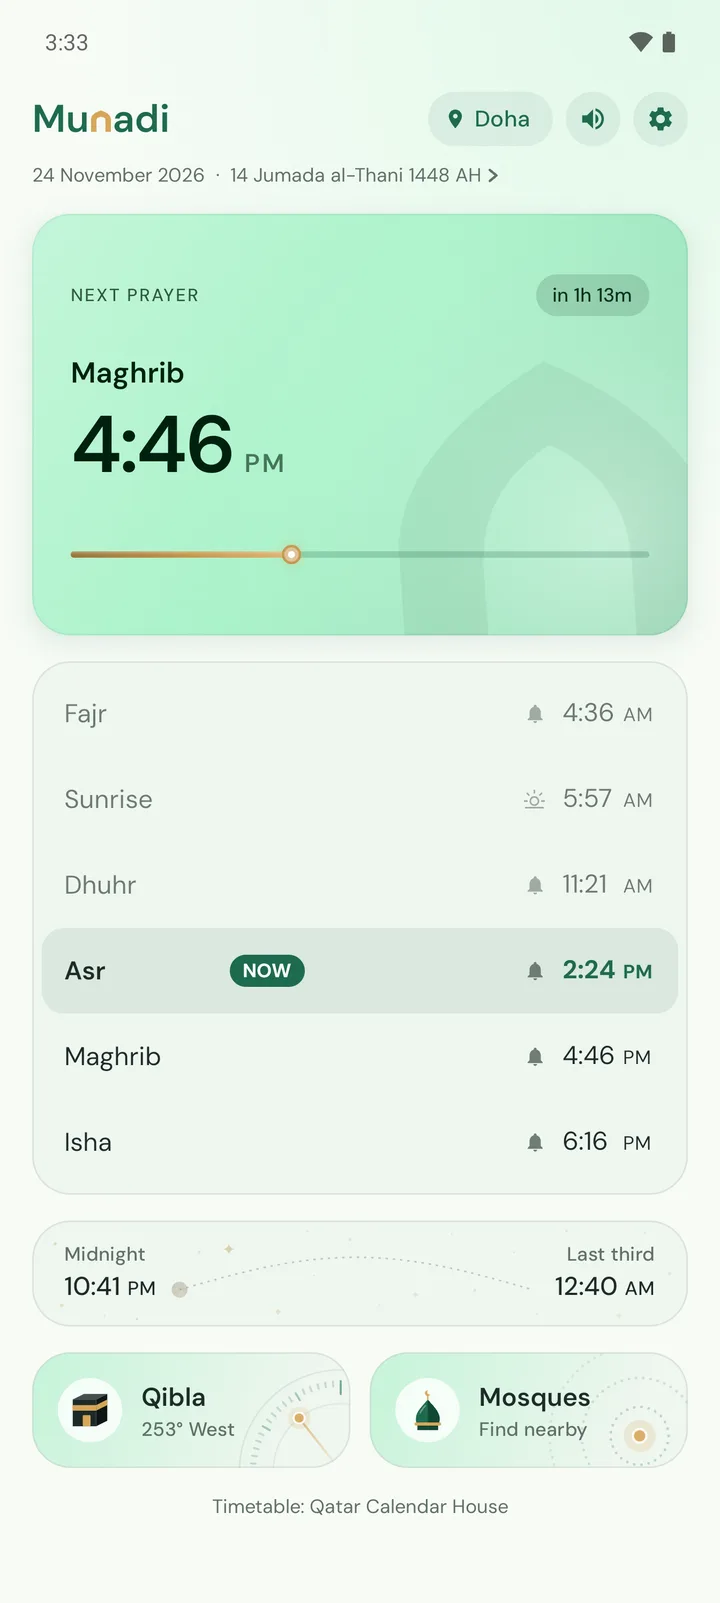 3:33
Munadi
Doha
24 November 2026 · 14 Jumada al-Thani 1448 AH >
NEXT PRAYER
in 1h 13m
Maghrib
4:46 PM
Fajr 4:36 AM
Sunrise 5:57 AM
Dhuhr 11:21 AM
Asr NOW 2:24 PM
Maghrib 4:46 PM
Isha 6:16 PM
Midnight Last third
10:41 PM 12:40 AM
Qibla
253° West
Mosques
Find nearby
Timetable: Qatar Calendar House